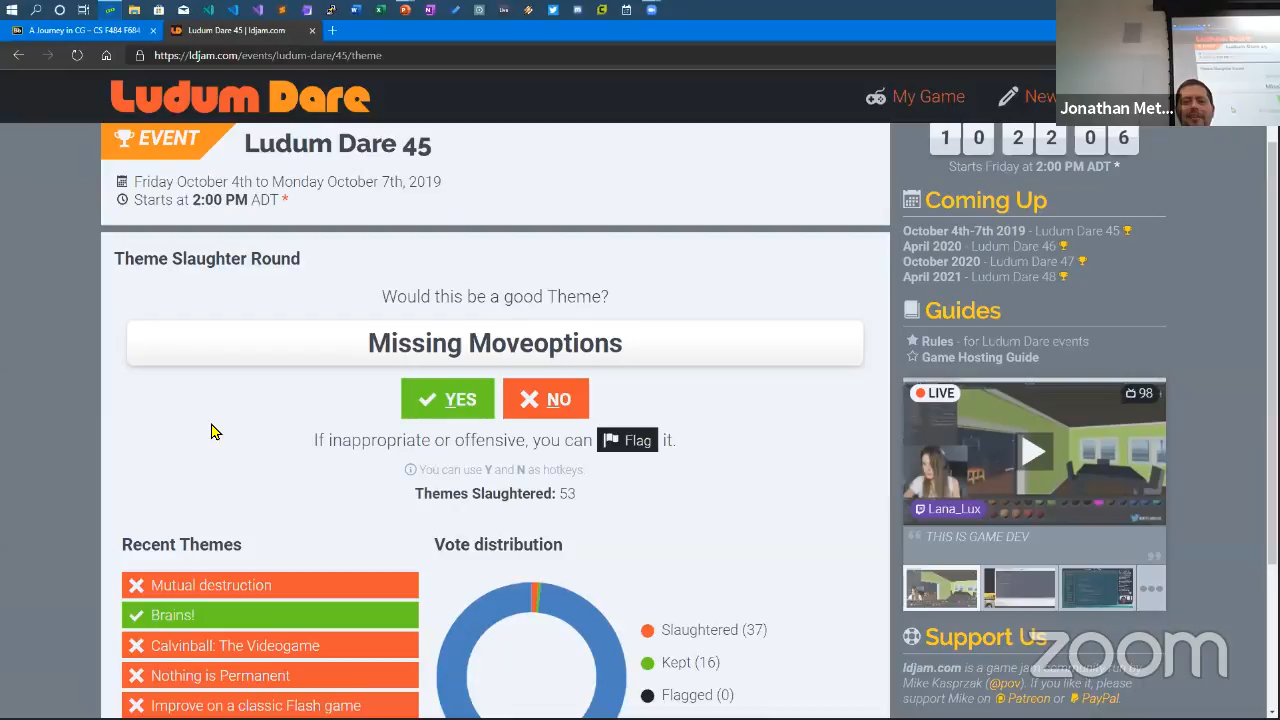 A Journey in CG - CS F484 F684
Ludum Dare 45 | ldjam.com
https://ldjam.com/events/ludum-dare/45/theme
LUDUM DARE
My Game
New
Jonathan Met...
EVENT
Ludum Dare 45
Friday October 4th to Monday October 7th, 2019
Starts at 2:00 PM ADT *
1 0 2 2 0 6
Starts Friday at 2:00 PM ADT *
Theme Slaughter Round
Would this be a good Theme?
Missing Moveoptions
YES
NO
If inappropriate or offensive, you can Flag it.
You can use Y and N as hotkeys.
Themes Slaughtered: 53
Recent Themes
Mutual destruction
Brains!
Calvinball: The Videogame
Nothing is Permanent
Improve on a classic Flash game
Vote distribution
Slaughtered (37)
Kept (16)
Flagged (0)
Coming Up
October 4th-7th 2019 - Ludum Dare 45
April 2020 - Ludum Dare 46
October 2020 - Ludum Dare 47
April 2021 - Ludum Dare 48
Guides
Rules - for Ludum Dare events
Game Hosting Guide
LIVE
98
Lana_Lux
THIS IS GAME DEV
Support Us
ldjam.com is a game jam community run by
Mike Kasprzak (@pov). If you like it, please
support Mike on Patreon or PayPal.
zoom